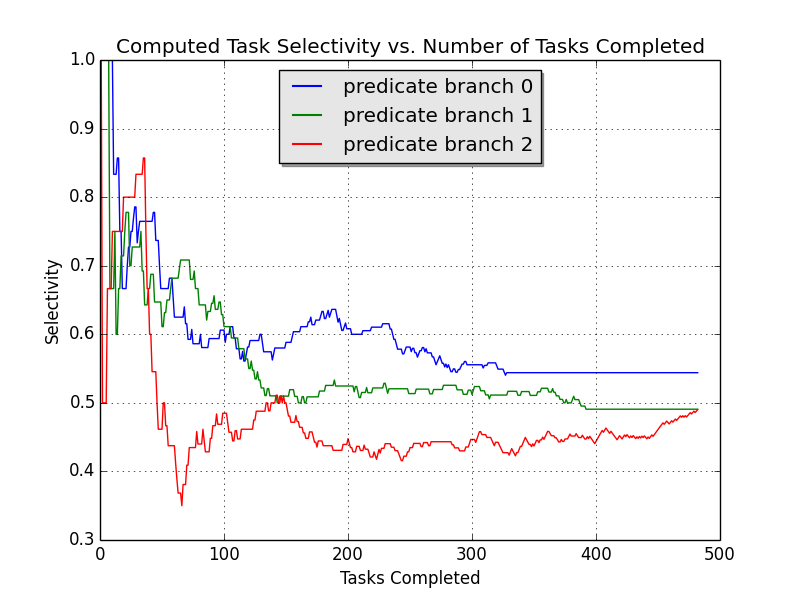 Computed Task Selectivity vs. Number of Tasks Completed
predicate branch 0
predicate branch 1
predicate branch 2
Selectivity
1.0
0.9
0.8
0.7
0.6
0.5
0.4
0.3
0 100 200 300 400 500
Tasks Completed